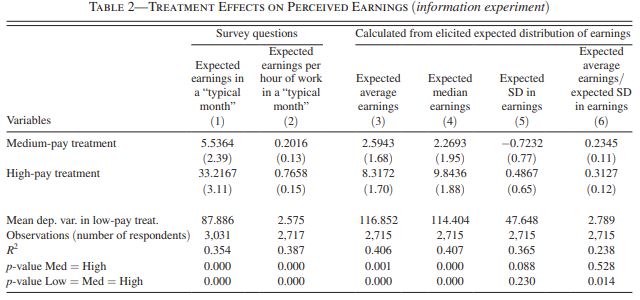 TABLE 2—TREATMENT EFFECTS ON PERCEIVED EARNINGS (information experiment)
Survey questions Calculated from elicited expected distribution of earnings
Variables Expected earnings in a “typical month” (1) Expected earnings per hour of work in a “typical month” (2) Expected average earnings (3) Expected median earnings (4) Expected SD in earnings (5) Expected average earnings/ expected SD in earnings (6)
Medium-pay treatment 5.5364 0.2016 2.5943 2.2693 −0.7232 0.2345
(2.39) (0.13) (1.68) (1.95) (0.77) (0.11)
High-pay treatment 33.2167 0.7658 8.3172 9.8436 0.4867 0.3127
(3.11) (0.15) (1.70) (1.88) (0.65) (0.12)
Mean dep. var. in low-pay treat. 87.886 2.575 116.852 114.404 47.648 2.789
Observations (number of respondents) 3,031 2,717 2,715 2,715 2,715 2,715
R² 0.354 0.387 0.406 0.407 0.365 0.238
p-value Med = High 0.000 0.000 0.001 0.000 0.088 0.528
p-value Low = Med = High 0.000 0.000 0.000 0.000 0.230 0.014